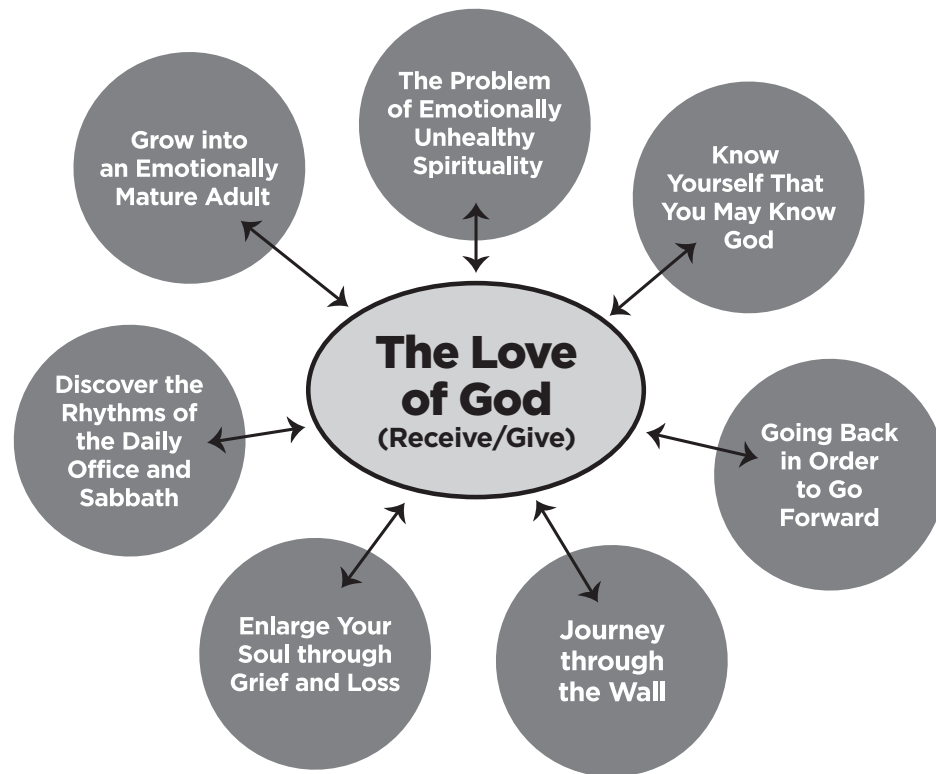 The Problem
of Emotionally
Unhealthy
Spirituality
Know
Yourself That
You May Know
God
Going Back
in Order
to Go
Forward
Journey
through
the Wall
Enlarge Your
Soul through
Grief and Loss
Discover the
Rhythms of
the Daily
Office and
Sabbath
Grow into
an Emotionally
Mature Adult
The Love
of God
(Receive/Give)